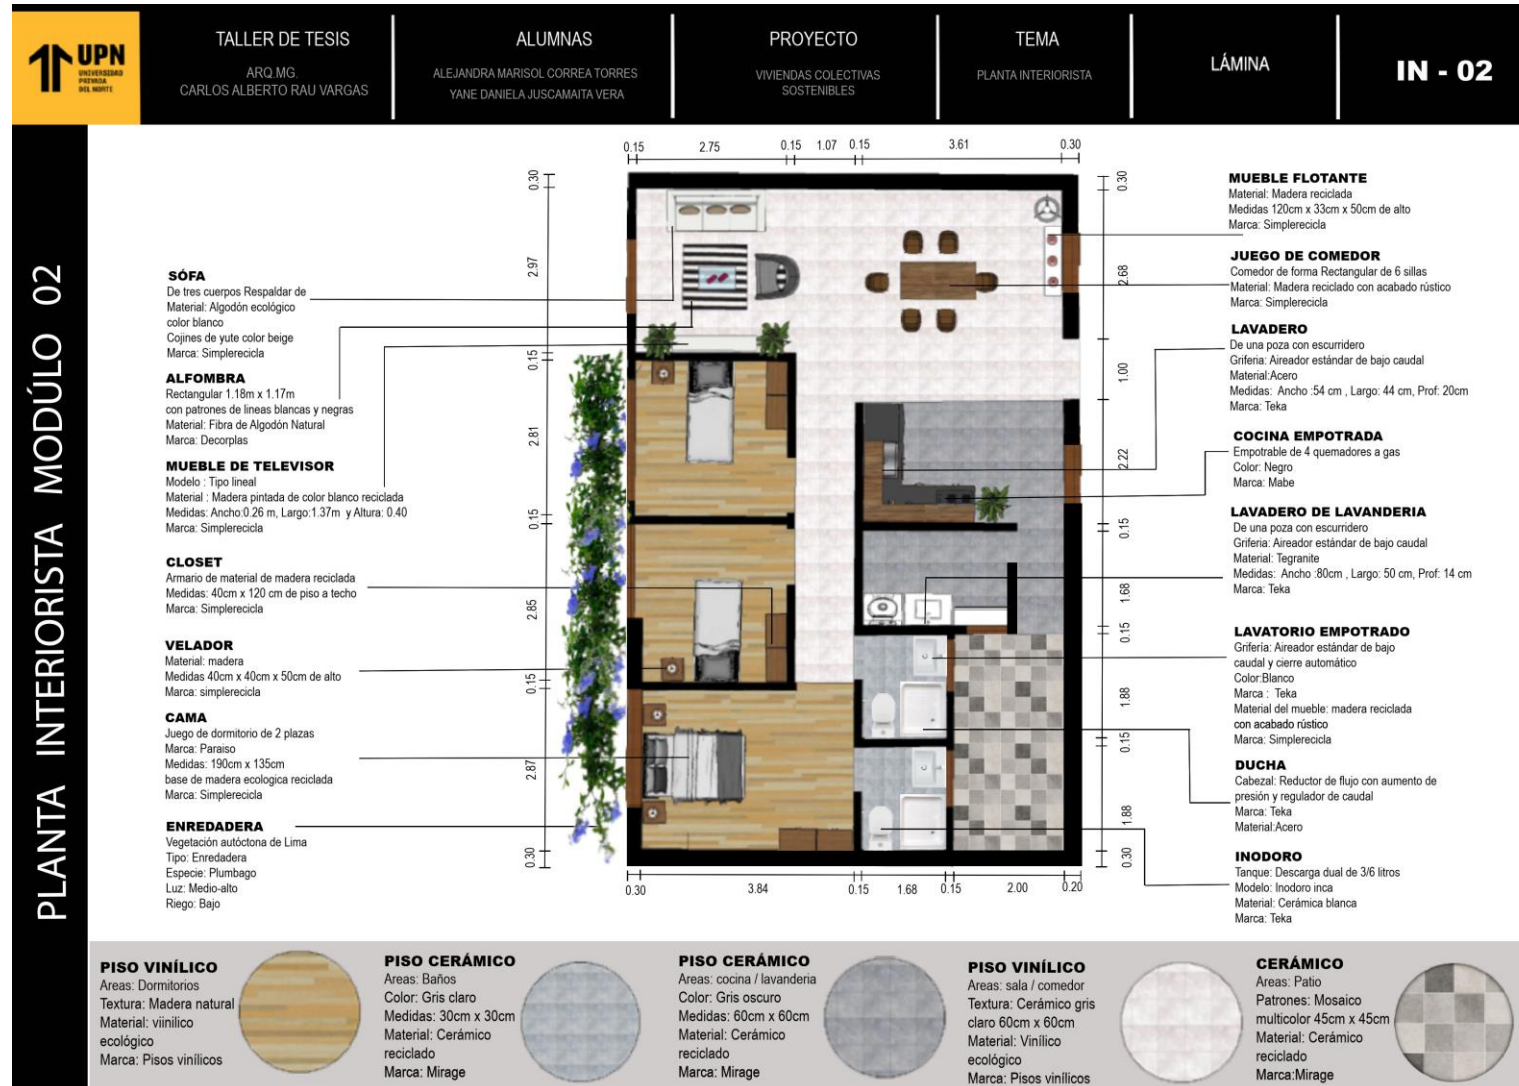 UPN
UNIVERSIDAD
PRIVADA
DEL NORTE
TALLER DE TESIS
ARQ.MG.
CARLOS ALBERTO RAU VARGAS
ALUMNAS
ALEJANDRA MARISOL CORREA TORRES
YANE DANIELA JUSCAMAITA VERA
PROYECTO
VIVIENDAS COLECTIVAS
SOSTENIBLES
TEMA
PLANTA INTERIORISTA
LÁMINA
IN - 02
PLANTA INTERIORISTA MODÚLO 02
SÓFA
De tres cuerpos Respaldar de
Material: Algodón ecológico
color blanco
Cojines de yute color beige
Marca: Simplerecicla
ALFOMBRA
Rectangular 1.18m x 1.17m
con patrones de lineas blancas y negras
Material: Fibra de Algodón Natural
Marca: Decorplas
MUEBLE DE TELEVISOR
Modelo : Tipo lineal
Material : Madera pintada de color blanco reciclada
Medidas: Ancho:0.26 m, Largo:1.37m y Altura: 0.40
Marca: Simplerecicla
CLOSET
Armario de material de madera reciclada
Medidas: 40cm x 120 cm de piso a techo
Marca: Simplerecicla
VELADOR
Material: madera
Medidas 40cm x 40cm x 50cm de alto
Marca: simplerecicla
CAMA
Juego de dormitorio de 2 plazas
Marca: Paraiso
Medidas: 190cm x 135cm
base de madera ecologica reciclada
Marca: Simplerecicla
ENREDADERA
Vegetación autóctona de Lima
Tipo: Enredadera
Especie: Plumbago
Luz: Medio-alto
Riego: Bajo
0.15 2.75 0.15 1.07 0.15 3.61 0.30
0.30
2.97
0.15
2.81
0.15
2.85
0.15
2.87
0.30
0.30
2.68
1.00
2.22
0.15
1.68
0.15
1.88
0.15
1.88
0.30
0.30 3.84 0.15 1.68 0.15 2.00 0.20
MUEBLE FLOTANTE
Material: Madera reciclada
Medidas 120cm x 33cm x 50cm de alto
Marca: Simplerecicla
JUEGO DE COMEDOR
Comedor de forma Rectangular de 6 sillas
Material: Madera reciclado con acabado rústico
Marca: Simplerecicla
LAVADERO
De una poza con escurridero
Griferia: Aireador estándar de bajo caudal
Material:Acero
Medidas: Ancho :54 cm , Largo: 44 cm, Prof: 20cm
Marca: Teka
COCINA EMPOTRADA
Empotrable de 4 quemadores a gas
Color: Negro
Marca: Mabe
LAVADERO DE LAVANDERIA
De una poza con escurridero
Griferia: Aireador estándar de bajo caudal
Material: Tegranite
Medidas: Ancho :80cm , Largo: 50 cm, Prof: 14 cm
Marca: Teka
LAVATORIO EMPOTRADO
Grifería: Aireador estándar de bajo
caudal y cierre automático
Color:Blanco
Marca : Teka
Material del mueble: madera reciclada
con acabado rústico
Marca: Simplerecicla
DUCHA
Cabezal: Reductor de flujo con aumento de
presión y regulador de caudal
Marca: Teka
Material:Acero
INODORO
Tanque: Descarga dual de 3/6 litros
Modelo: Inodoro inca
Material: Cerámica blanca
Marca: Teka
PISO VINÍLICO
Areas: Dormitorios
Textura: Madera natural
Material: viinilico
ecológico
Marca: Pisos vinílicos
PISO CERÁMICO
Areas: Baños
Color: Gris claro
Medidas: 30cm x 30cm
Material: Cerámico
reciclado
Marca: Mirage
PISO CERÁMICO
Areas: cocina / lavanderia
Color: Gris oscuro
Medidas: 60cm x 60cm
Material: Cerámico
reciclado
Marca: Mirage
PISO VINÍLICO
Areas: sala / comedor
Textura: Cerámico gris
claro 60cm x 60cm
Material: Vinílico
ecológico
Marca: Pisos vinílicos
CERÁMICO
Areas: Patio
Patrones: Mosaico
multicolor 45cm x 45cm
Material: Cerámico
reciclado
Marca:Mirage